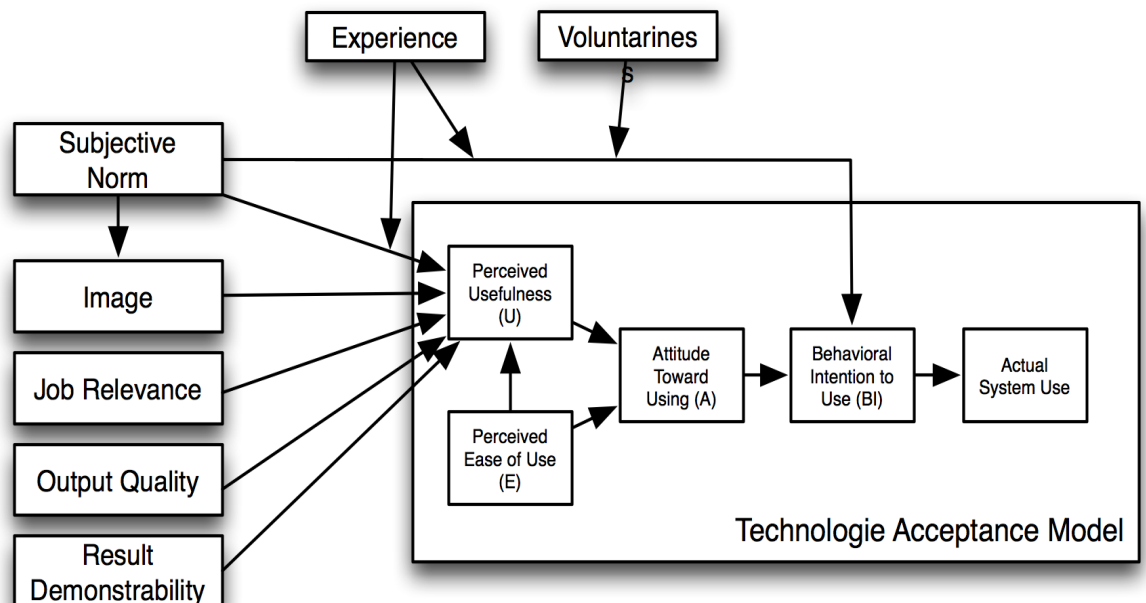 Experience
Voluntarines
s
Subjective
Norm
Image
Job Relevance
Output Quality
Result
Demonstrability
Perceived
Usefulness
(U)
Perceived
Ease of Use
(E)
Attitude
Toward
Using (A)
Behavioral
Intention to
Use (BI)
Actual
System Use
Technologie Acceptance Model